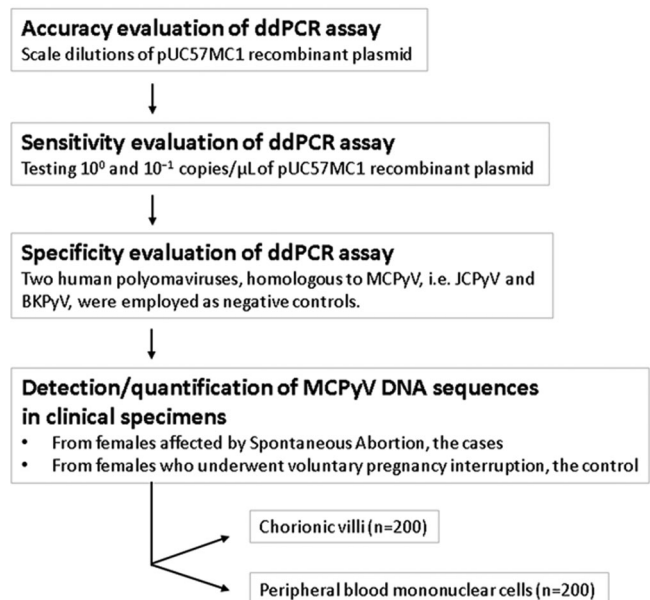 Accuracy evaluation of ddPCR assay
Scale dilutions of pUC57MC1 recombinant plasmid
Sensitivity evaluation of ddPCR assay
Testing 10⁰ and 10⁻¹ copies/µL of pUC57MC1 recombinant plasmid
Specificity evaluation of ddPCR assay
Two human polyomaviruses, homologous to MCPyV, i.e. JCPyV and
BKPyV, were employed as negative controls.
Detection/quantification of MCPyV DNA sequences
in clinical specimens
• From females affected by Spontaneous Abortion, the cases
• From females who underwent voluntary pregnancy interruption, the control
Chorionic villi (n=200)
Peripheral blood mononuclear cells (n=200)